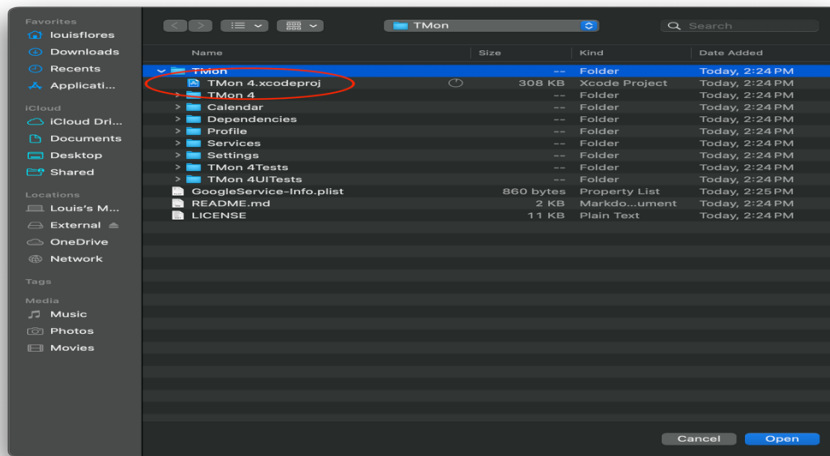 Favorites
louisflores
Downloads
Recents
Applicati...
iCloud
iCloud Dri...
Documents
Desktop
Shared
Locations
Louis's M...
External
OneDrive
Network
Tags
Media
Music
Photos
Movies
TMon
Search
Name Size Kind Date Added
TMon -- Folder Today, 2:24 PM
TMon 4.xcodeproj 308 KB Xcode Project Today, 2:24 PM
TMon 4 -- Folder Today, 2:24 PM
Calendar -- Folder Today, 2:24 PM
Dependencies -- Folder Today, 2:24 PM
Profile -- Folder Today, 2:24 PM
Services -- Folder Today, 2:24 PM
Settings -- Folder Today, 2:24 PM
TMon 4Tests -- Folder Today, 2:24 PM
TMon 4UITests -- Folder Today, 2:24 PM
GoogleService-Info.plist 860 bytes Property List Today, 2:25 PM
README.md 2 KB Markdo...ument Today, 2:24 PM
LICENSE 11 KB Plain Text Today, 2:24 PM
Cancel Open